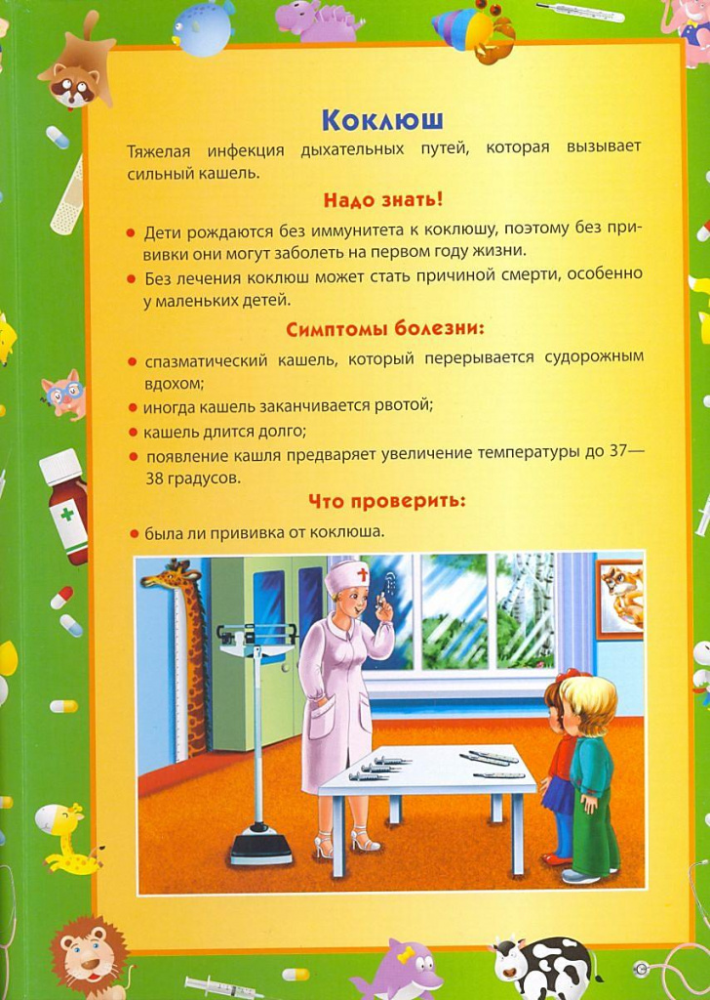 Коклюш
Тяжелая инфекция дыхательных путей, которая вызывает
сильный кашель.
Надо знать!
• Дети рождаются без иммунитета к коклюшу, поэтому без при-
вивки они могут заболеть на первом году жизни.
• Без лечения коклюш может стать причиной смерти, особенно
у маленьких детей.
Симптомы болезни:
• спазматический кашель, который перерывается судорожным
вдохом;
• иногда кашель заканчивается рвотой;
• кашель длится долго;
• появление кашля предваряет увеличение температуры до 37—
38 градусов.
Что проверить:
• была ли прививка от коклюша.